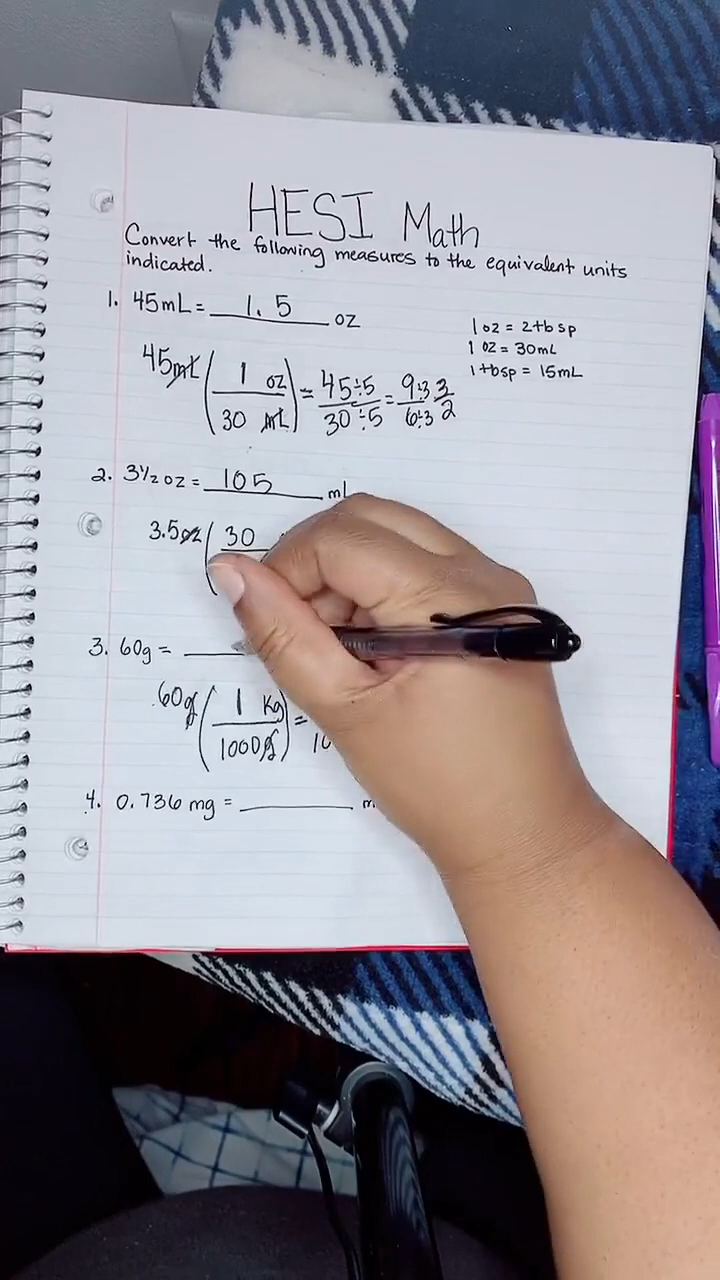 HESI Math
Convert the following measures to the equivalent units
indicated.
1. 45mL = 1.5 oz
1 oz = 2tbsp
1 oz = 30mL
1tbsp = 15mL
45mL ( 1 oz / 30 mL ) = 45÷5 / 30÷5 = 9÷3 / 6÷3 3/2
2. 3 1/2 oz = 105 mL
3.5oz ( 30
3. 60g =
60g ( 1 Kg / 1000g ) =
4. 0.736 mg =